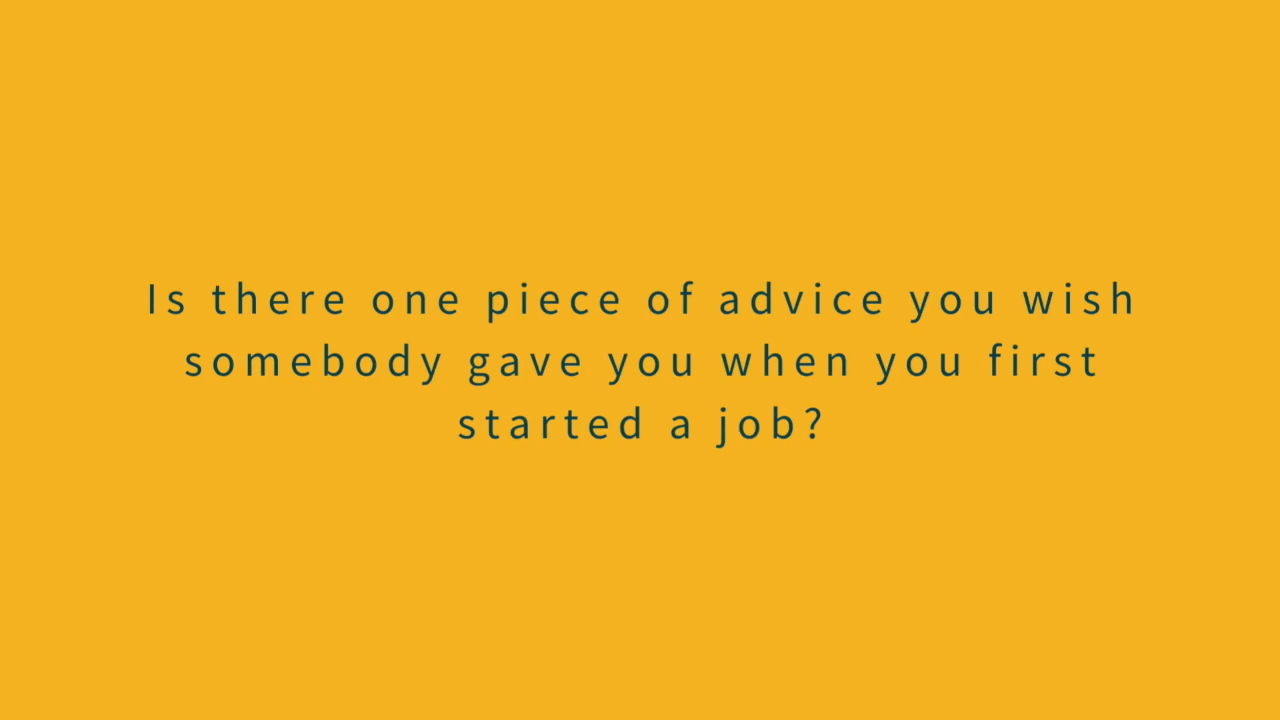 Is there one piece of advice you wish
somebody gave you when you first
started a job?